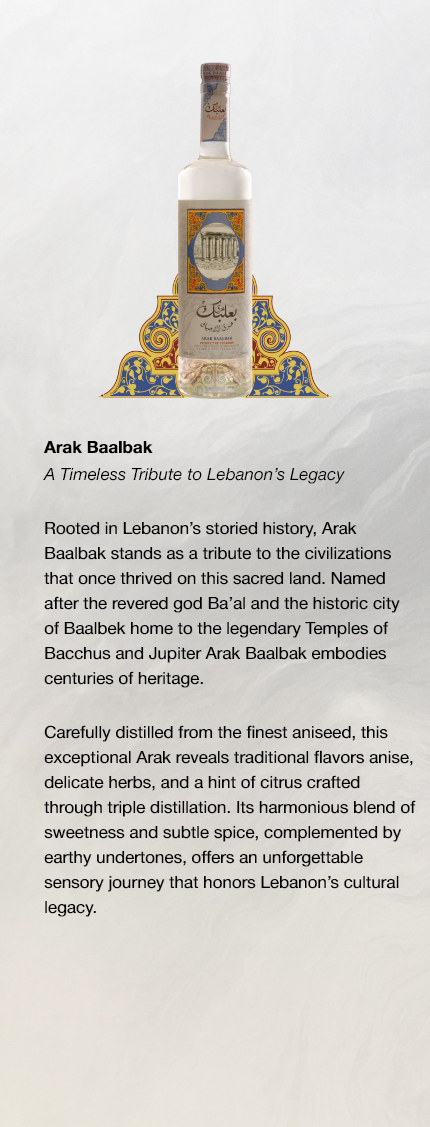 بعلبك
بعلبك
ARAK BAALBAK
Arak Baalbak
A Timeless Tribute to Lebanon’s Legacy
Rooted in Lebanon’s storied history, Arak
Baalbak stands as a tribute to the civilizations
that once thrived on this sacred land. Named
after the revered god Ba’al and the historic city
of Baalbek home to the legendary Temples of
Bacchus and Jupiter Arak Baalbak embodies
centuries of heritage.
Carefully distilled from the finest aniseed, this
exceptional Arak reveals traditional flavors anise,
delicate herbs, and a hint of citrus crafted
through triple distillation. Its harmonious blend of
sweetness and subtle spice, complemented by
earthy undertones, offers an unforgettable
sensory journey that honors Lebanon’s cultural
legacy.